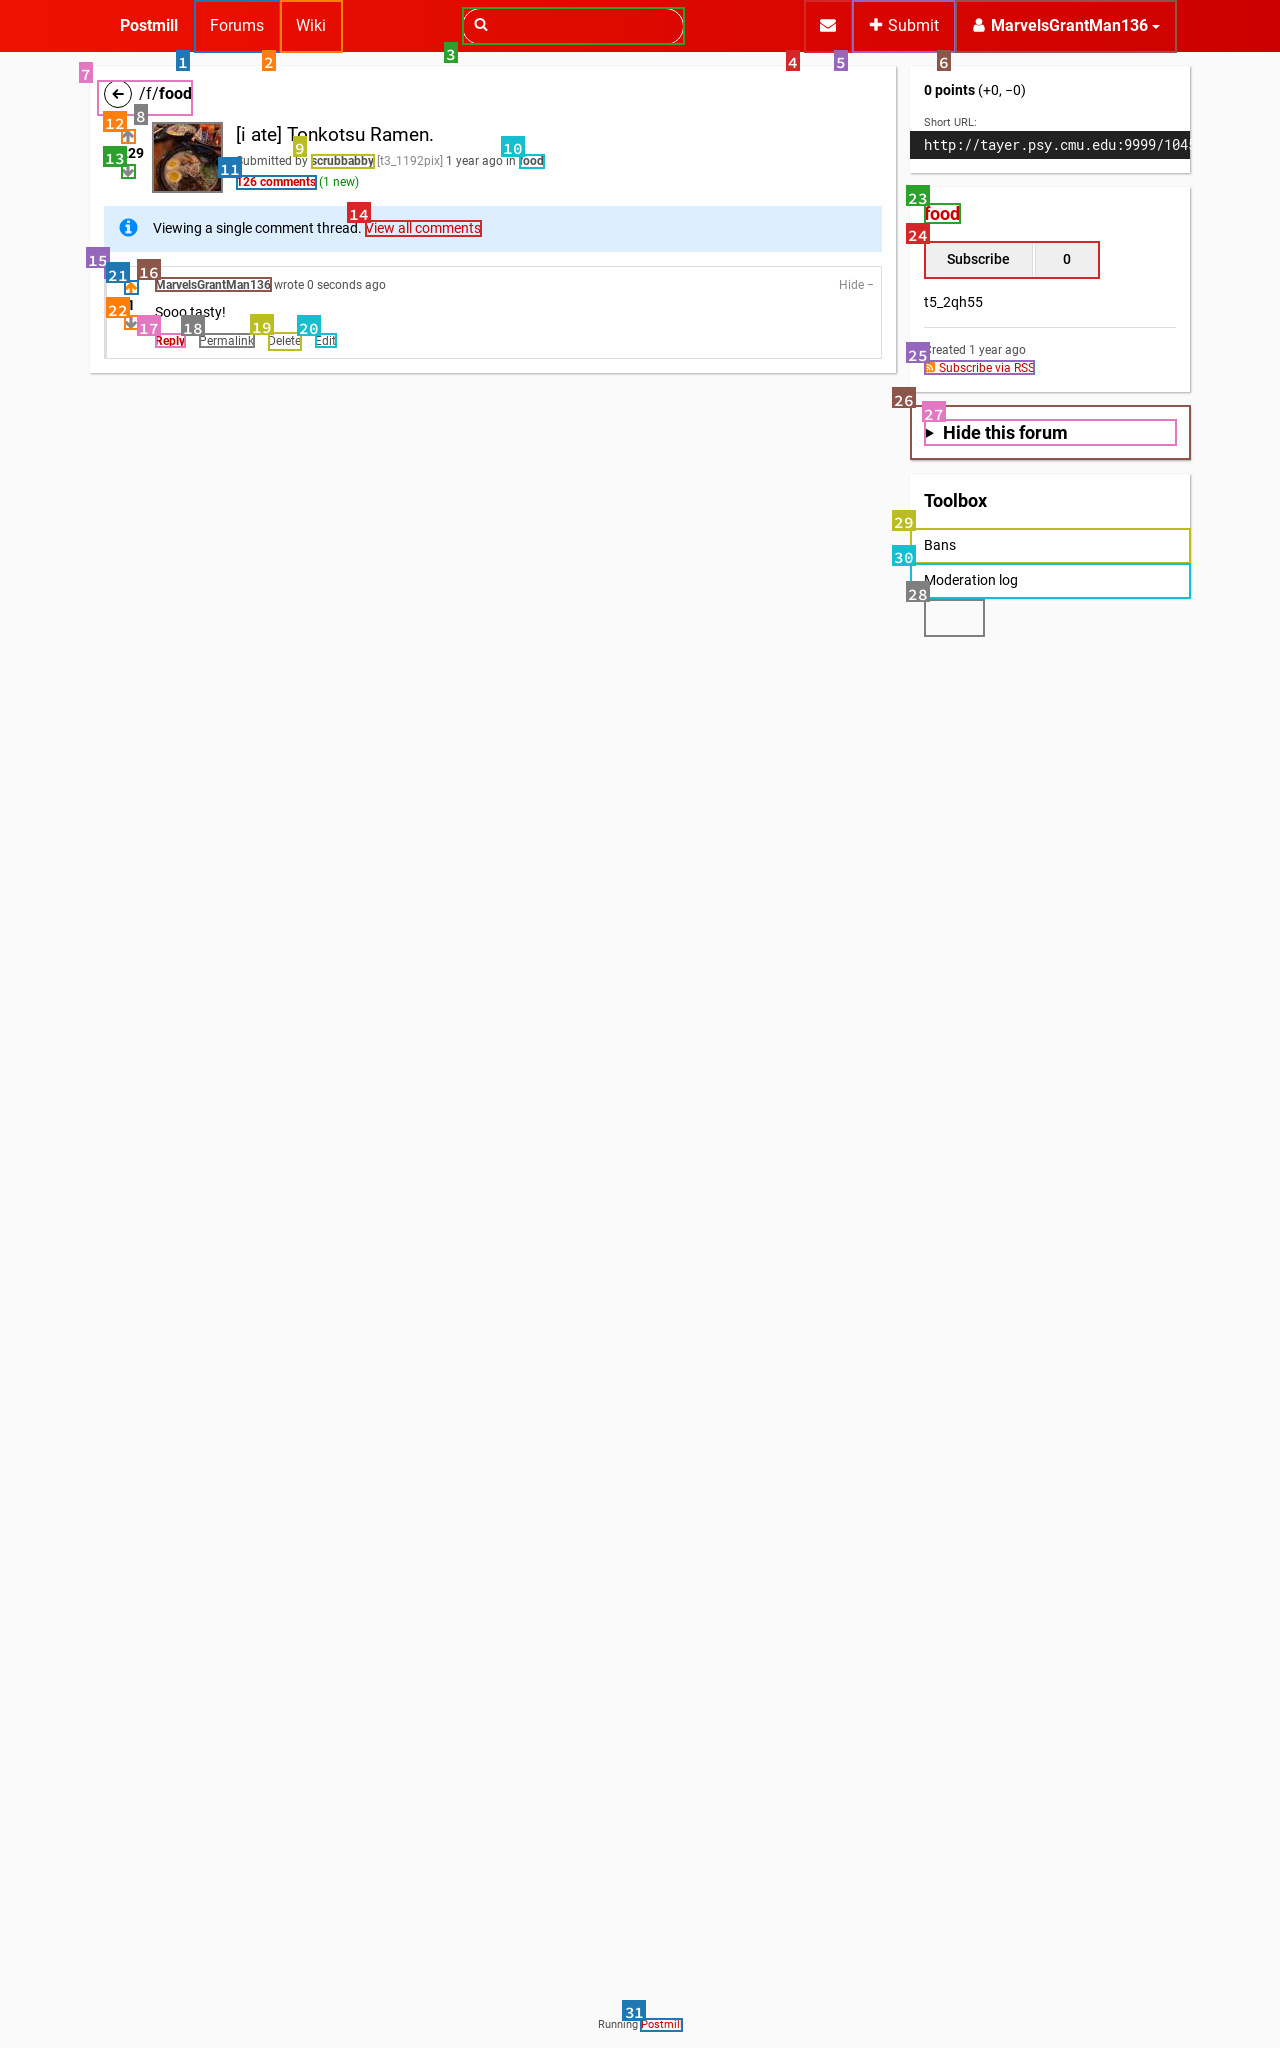 Postmill Forums Wiki Submit MarvelsGrantMan136
1 2 3 4 5 6
7 /f/food
8
12 [i ate] Tonkotsu Ramen.
9 10
13 29 Submitted by scrubbabby [t3_1192pix] 1 year ago in food
11 126 comments (1 new)
14
Viewing a single comment thread. View all comments
15 21 16
MarvelsGrantMan136 wrote 0 seconds ago Hide −
22 1 Sooo tasty!
17 18 19 20
Reply Permalink Delete Edit
0 points (+0, −0)
Short URL:
http://tayer.psy.cmu.edu:9999/104
23
food
24
Subscribe 0
t5_2qh55
Created 1 year ago
25
Subscribe via RSS
26 27
Hide this forum
Toolbox
29
Bans
30
Moderation log
28
31
Running Postmill